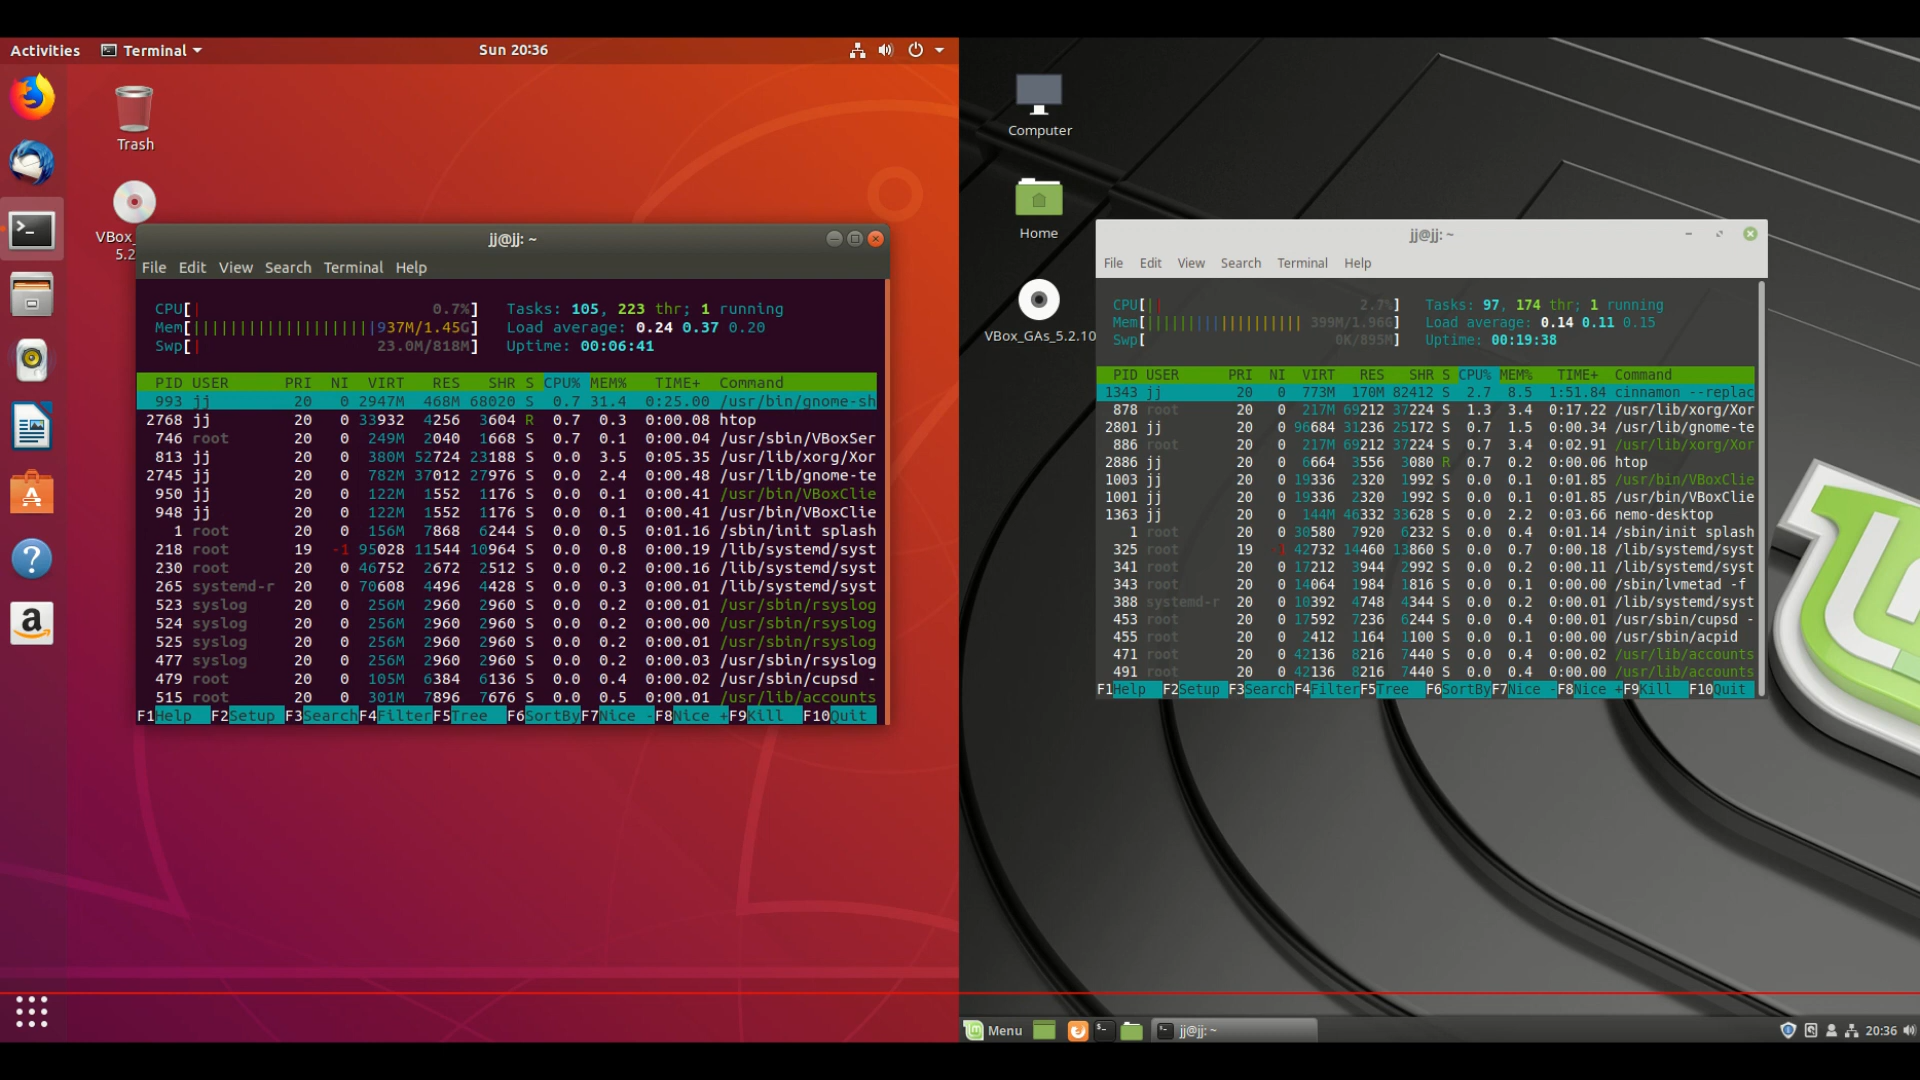 Activities Terminal Sun 20:36
Trash
VBox_
5.2
jj@jj: ~
File Edit View Search Terminal Help
CPU[| 0.7%] Tasks: 105, 223 thr; 1 running
Mem[||||||||||||||||||||937M/1.45G] Load average: 0.24 0.37 0.20
Swp[| 23.0M/818M] Uptime: 00:06:41
PID USER PRI NI VIRT RES SHR S CPU% MEM% TIME+ Command
993 jj 20 0 2947M 468M 68020 S 0.7 31.4 0:25.00 /usr/bin/gnome-sh
2768 jj 20 0 33932 4256 3604 R 0.7 0.3 0:00.08 htop
746 root 20 0 249M 2040 1668 S 0.7 0.1 0:00.04 /usr/sbin/VBoxSer
813 jj 20 0 380M 52724 23188 S 0.0 3.5 0:05.35 /usr/lib/xorg/Xor
2745 jj 20 0 782M 37012 27976 S 0.0 2.4 0:00.48 /usr/lib/gnome-te
950 jj 20 0 122M 1552 1176 S 0.0 0.1 0:00.41 /usr/bin/VBoxClie
948 jj 20 0 122M 1552 1176 S 0.0 0.1 0:00.41 /usr/bin/VBoxClie
1 root 20 0 156M 7868 6244 S 0.0 0.5 0:01.16 /sbin/init splash
218 root 19 -1 95028 11544 10964 S 0.0 0.8 0:00.19 /lib/systemd/syst
230 root 20 0 46752 2672 2512 S 0.0 0.2 0:00.16 /lib/systemd/syst
265 systemd-r 20 0 70608 4496 4428 S 0.0 0.3 0:00.01 /lib/systemd/syst
523 syslog 20 0 256M 2960 2960 S 0.0 0.2 0:00.01 /usr/sbin/rsyslog
524 syslog 20 0 256M 2960 2960 S 0.0 0.2 0:00.00 /usr/sbin/rsyslog
525 syslog 20 0 256M 2960 2960 S 0.0 0.2 0:00.01 /usr/sbin/rsyslog
477 syslog 20 0 256M 2960 2960 S 0.0 0.2 0:00.03 /usr/sbin/rsyslog
479 root 20 0 105M 6384 6136 S 0.0 0.4 0:00.02 /usr/sbin/cupsd -
515 root 20 0 301M 7896 7676 S 0.0 0.5 0:00.01 /usr/lib/accounts
F1Help F2Setup F3SearchF4FilterF5Tree F6SortByF7Nice -F8Nice +F9Kill F10Quit
Computer
Home
VBox_GAs_5.2.10
jj@jj: ~
File Edit View Search Terminal Help
CPU[|| 2.7%] Tasks: 97, 174 thr; 1 running
Mem[|||||||||||||||||||| 399M/1.96G] Load average: 0.14 0.11 0.15
Swp[ 0K/895M] Uptime: 00:19:38
PID USER PRI NI VIRT RES SHR S CPU% MEM% TIME+ Command
1343 jj 20 0 773M 170M 82412 S 2.7 8.5 1:51.84 cinnamon --replac
878 root 20 0 217M 69212 37224 S 1.3 3.4 0:17.22 /usr/lib/xorg/Xor
2801 jj 20 0 96684 31236 25172 S 0.7 1.5 0:00.34 /usr/lib/gnome-te
886 root 20 0 217M 69212 37224 S 0.7 3.4 0:02.91 /usr/lib/xorg/Xor
2886 jj 20 0 6664 3556 3080 R 0.7 0.2 0:00.06 htop
1003 jj 20 0 19336 2320 1992 S 0.0 0.1 0:01.85 /usr/bin/VBoxClie
1001 jj 20 0 19336 2320 1992 S 0.0 0.1 0:01.85 /usr/bin/VBoxClie
1363 jj 20 0 144M 46332 33628 S 0.0 2.2 0:03.66 nemo-desktop
1 root 20 0 30580 7920 6232 S 0.0 0.4 0:01.14 /sbin/init splash
325 root 19 -1 42732 14460 13860 S 0.0 0.7 0:00.18 /lib/systemd/syst
341 root 20 0 17212 3944 2992 S 0.0 0.2 0:00.11 /lib/systemd/syst
343 root 20 0 14064 1984 1816 S 0.0 0.1 0:00.00 /sbin/lvmetad -f
388 systemd-r 20 0 10392 4748 4344 S 0.0 0.2 0:00.01 /lib/systemd/syst
453 root 20 0 17592 7236 6244 S 0.0 0.4 0:00.01 /usr/sbin/cupsd -
455 root 20 0 2412 1164 1100 S 0.0 0.1 0:00.00 /usr/sbin/acpid
471 root 20 0 42136 8216 7440 S 0.0 0.4 0:00.02 /usr/lib/accounts
491 root 20 0 42136 8216 7440 S 0.0 0.4 0:00.00 /usr/lib/accounts
F1Help F2Setup F3SearchF4FilterF5Tree F6SortByF7Nice -F8Nice +F9Kill F10Quit
Menu jj@jj: ~ 20:36